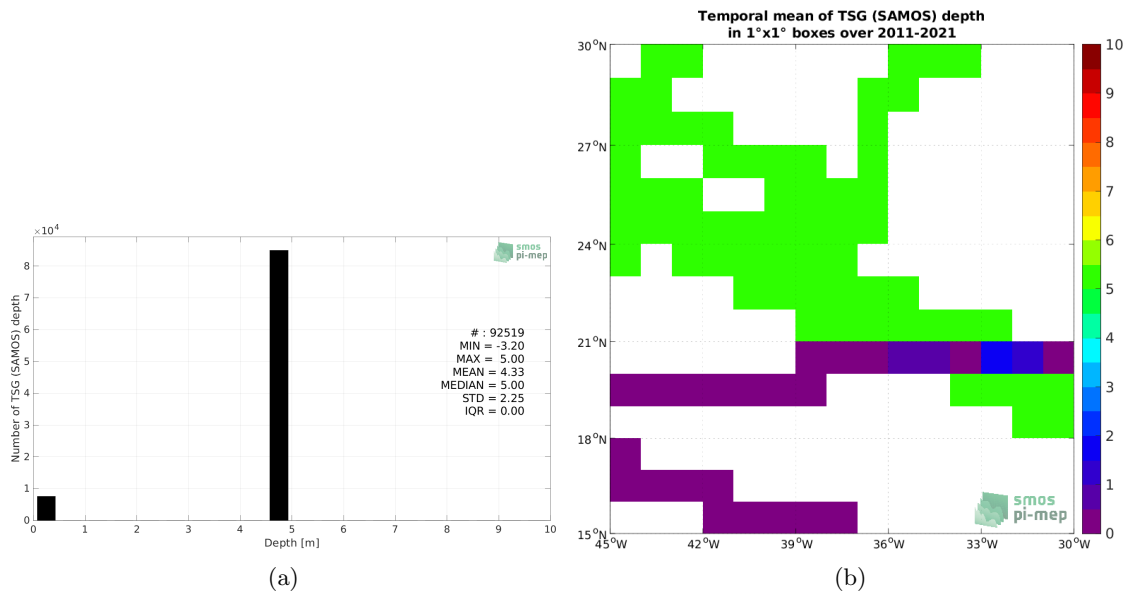 ×10⁴
8
7
6
5
4
3
2
1
0
Number of TSG (SAMOS) depth
smos
pi-mep
# : 92519
MIN = -3.20
MAX = 5.00
MEAN = 4.33
MEDIAN = 5.00
STD = 2.25
IQR = 0.00
0 1 2 3 4 5 6 7 8 9 10
Depth [m]
(a)
Temporal mean of TSG (SAMOS) depth
in 1°x1° boxes over 2011-2021
30°N
27°N
24°N
21°N
18°N
15°N
45°W 42°W 39°W 36°W 33°W 30°W
smos
pi-mep
10
9
8
7
6
5
4
3
2
1
0
(b)